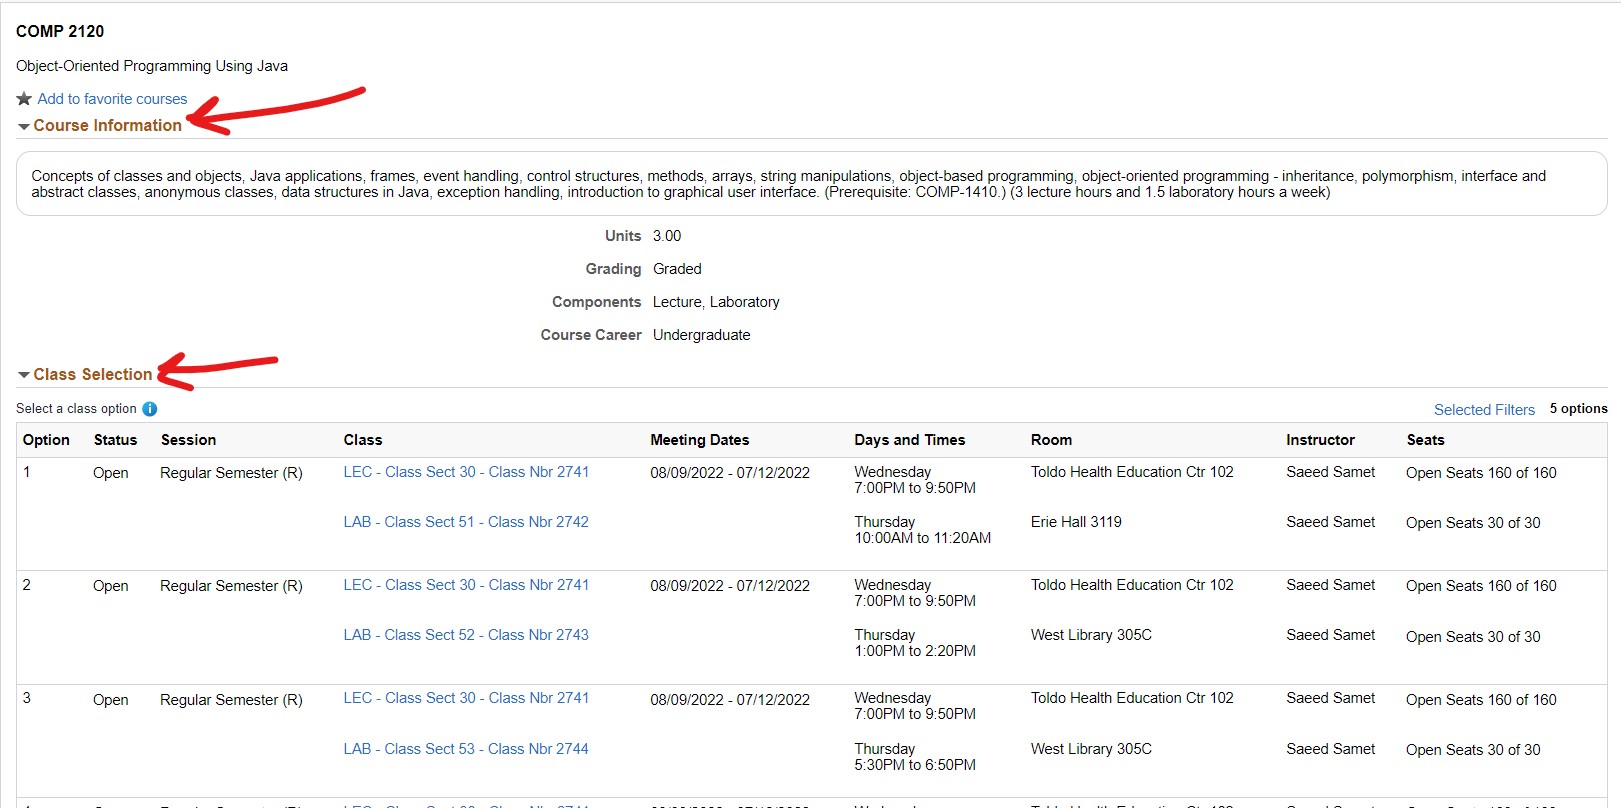 COMP 2120
Object-Oriented Programming Using Java
Add to favorite courses
Course Information
Concepts of classes and objects, Java applications, frames, event handling, control structures, methods, arrays, string manipulations, object-based programming, object-oriented programming - inheritance, polymorphism, interface and
abstract classes, anonymous classes, data structures in Java, exception handling, introduction to graphical user interface. (Prerequisite: COMP-1410.) (3 lecture hours and 1.5 laboratory hours a week)
Units 3.00
Grading Graded
Components Lecture, Laboratory
Course Career Undergraduate
Class Selection
Select a class option i Selected Filters 5 options
Option Status Session Class Meeting Dates Days and Times Room Instructor Seats
1 Open Regular Semester (R) LEC - Class Sect 30 - Class Nbr 2741 08/09/2022 - 07/12/2022 Wednesday Toldo Health Education Ctr 102 Saeed Samet Open Seats 160 of 160
7:00PM to 9:50PM
LAB - Class Sect 51 - Class Nbr 2742 Thursday Erie Hall 3119 Saeed Samet Open Seats 30 of 30
10:00AM to 11:20AM
2 Open Regular Semester (R) LEC - Class Sect 30 - Class Nbr 2741 08/09/2022 - 07/12/2022 Wednesday Toldo Health Education Ctr 102 Saeed Samet Open Seats 160 of 160
7:00PM to 9:50PM
LAB - Class Sect 52 - Class Nbr 2743 Thursday West Library 305C Saeed Samet Open Seats 30 of 30
1:00PM to 2:20PM
3 Open Regular Semester (R) LEC - Class Sect 30 - Class Nbr 2741 08/09/2022 - 07/12/2022 Wednesday Toldo Health Education Ctr 102 Saeed Samet Open Seats 160 of 160
7:00PM to 9:50PM
LAB - Class Sect 53 - Class Nbr 2744 Thursday West Library 305C Saeed Samet Open Seats 30 of 30
5:30PM to 6:50PM